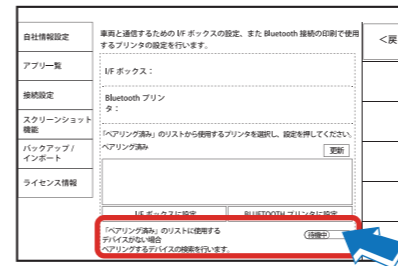 自社情報設定
アプリ一覧
接続設定
スクリーンショット
機能
バックアップ /
インポート
ライセンス情報
車両と通信するための I/F ボックスの設定、また Bluetooth 接続の印刷で使用
するプリンタの設定を行います。
I/F ボックス：
Bluetooth プリン
タ：
「ペアリング済み」のリストから使用するプリンタを選択し、設定を押してください。
ペアリング済み
更新
I/F ボックスに設定
BLUETOOTH プリンタに設定
「ペアリング済み」のリストに使用する
デバイスがない場合
ペアリングするデバイスの検索を行います。
(待機中)
<戻